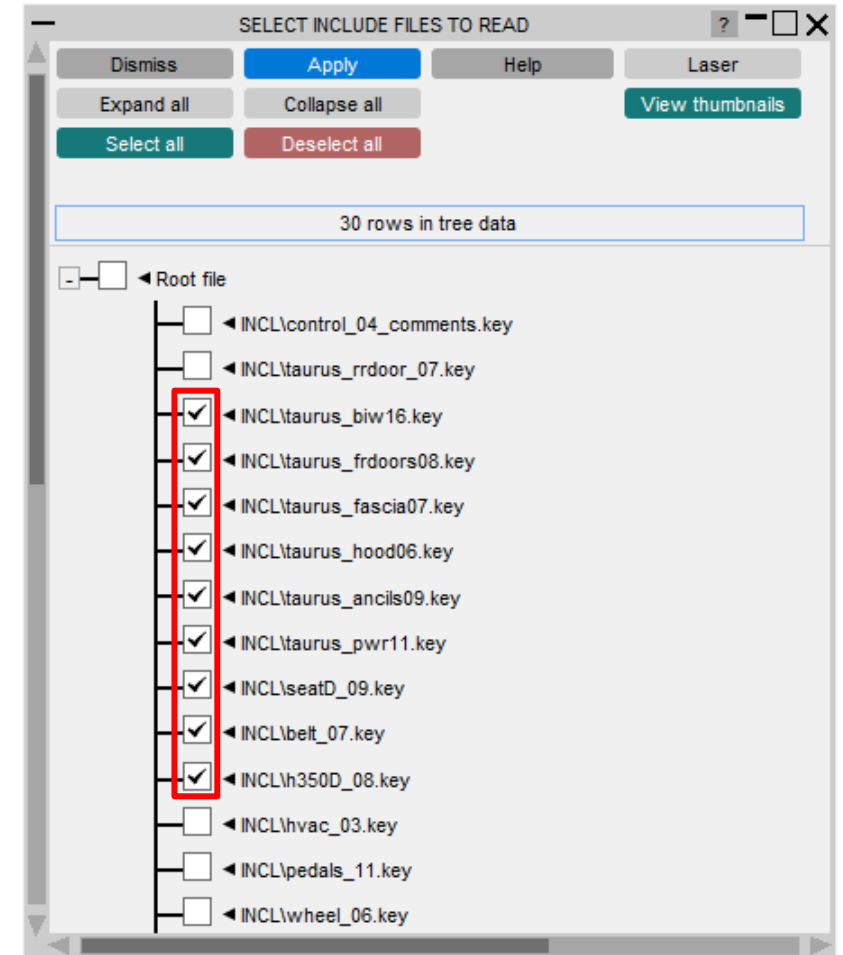 SELECT INCLUDE FILES TO READ ?
Dismiss Apply Help Laser
Expand all Collapse all View thumbnails
Select all Deselect all
30 rows in tree data
Root file
INCL\control_04_comments.key
INCL\taurus_rrdoor_07.key
INCL\taurus_biw16.key
INCL\taurus_frdoors08.key
INCL\taurus_fascia07.key
INCL\taurus_hood06.key
INCL\taurus_ancils09.key
INCL\taurus_pwr11.key
INCL\seatD_09.key
INCL\belt_07.key
INCL\h350D_08.key
INCL\hvac_03.key
INCL\pedals_11.key
INCL\wheel_06.key